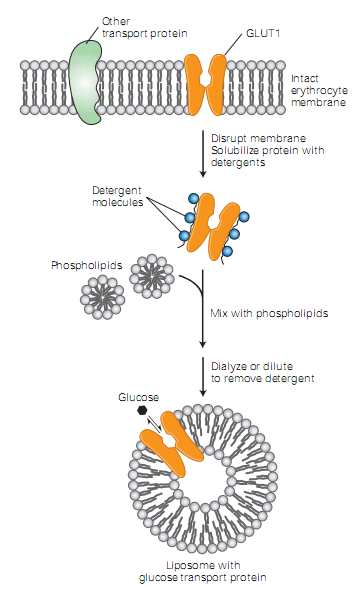 Other
transport protein
GLUT1
Intact
erythrocyte
membrane
Disrupt membrane
Solubilize protein with
detergents
Detergent
molecules
Phospholipids
Mix with phospholipids
Dialyze or dilute
to remove detergent
Glucose
Liposome with
glucose transport protein